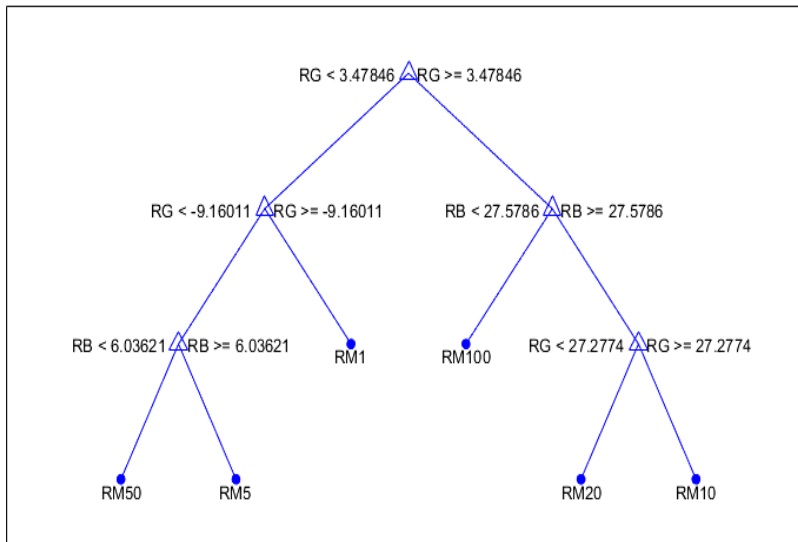 RG < 3.47846 RG >= 3.47846
RG < -9.16011 RG >= -9.16011 RB < 27.5786 RB >= 27.5786
RB < 6.03621 RB >= 6.03621 RM1 RM100 RG < 27.2774 RG >= 27.2774
RM50 RM5 RM20 RM10